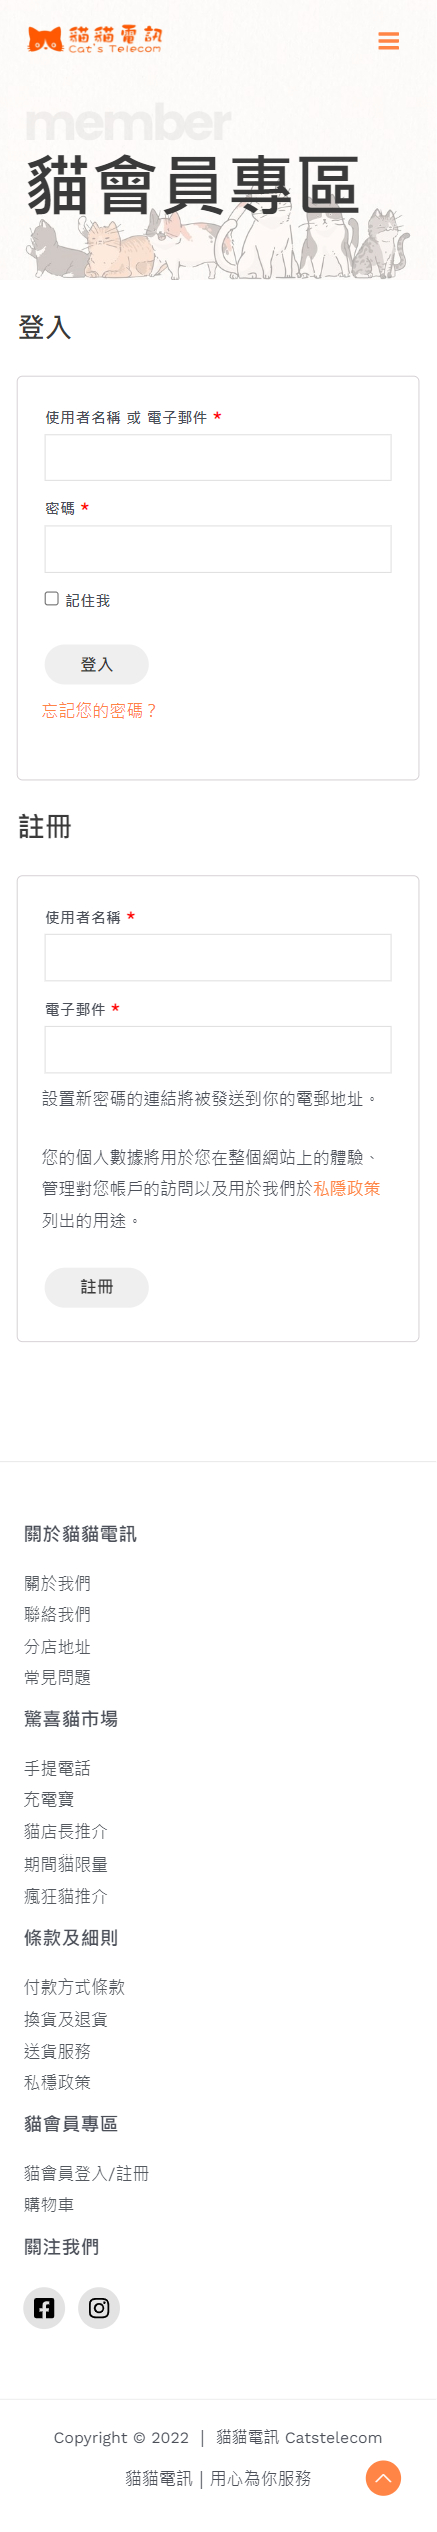 貓貓電訊
Cat's Telecom
member
貓會員專區
登入
使用者名稱 或 電子郵件 *
密碼 *
記住我
登入
忘記您的密碼？
註冊
使用者名稱 *
電子郵件 *
設置新密碼的連結將被發送到你的電郵地址。
您的個人數據將用於您在整個網站上的體驗、
管理對您帳戶的訪問以及用於我們於私隱政策
列出的用途。
註冊
關於貓貓電訊
關於我們
聯絡我們
分店地址
常見問題
驚喜貓市場
手提電話
充電寶
貓店長推介
期間貓限量
瘋狂貓推介
條款及細則
付款方式條款
換貨及退貨
送貨服務
私穩政策
貓會員專區
貓會員登入/註冊
購物車
關注我們
Copyright © 2022 | 貓貓電訊 Catstelecom
貓貓電訊 | 用心為你服務